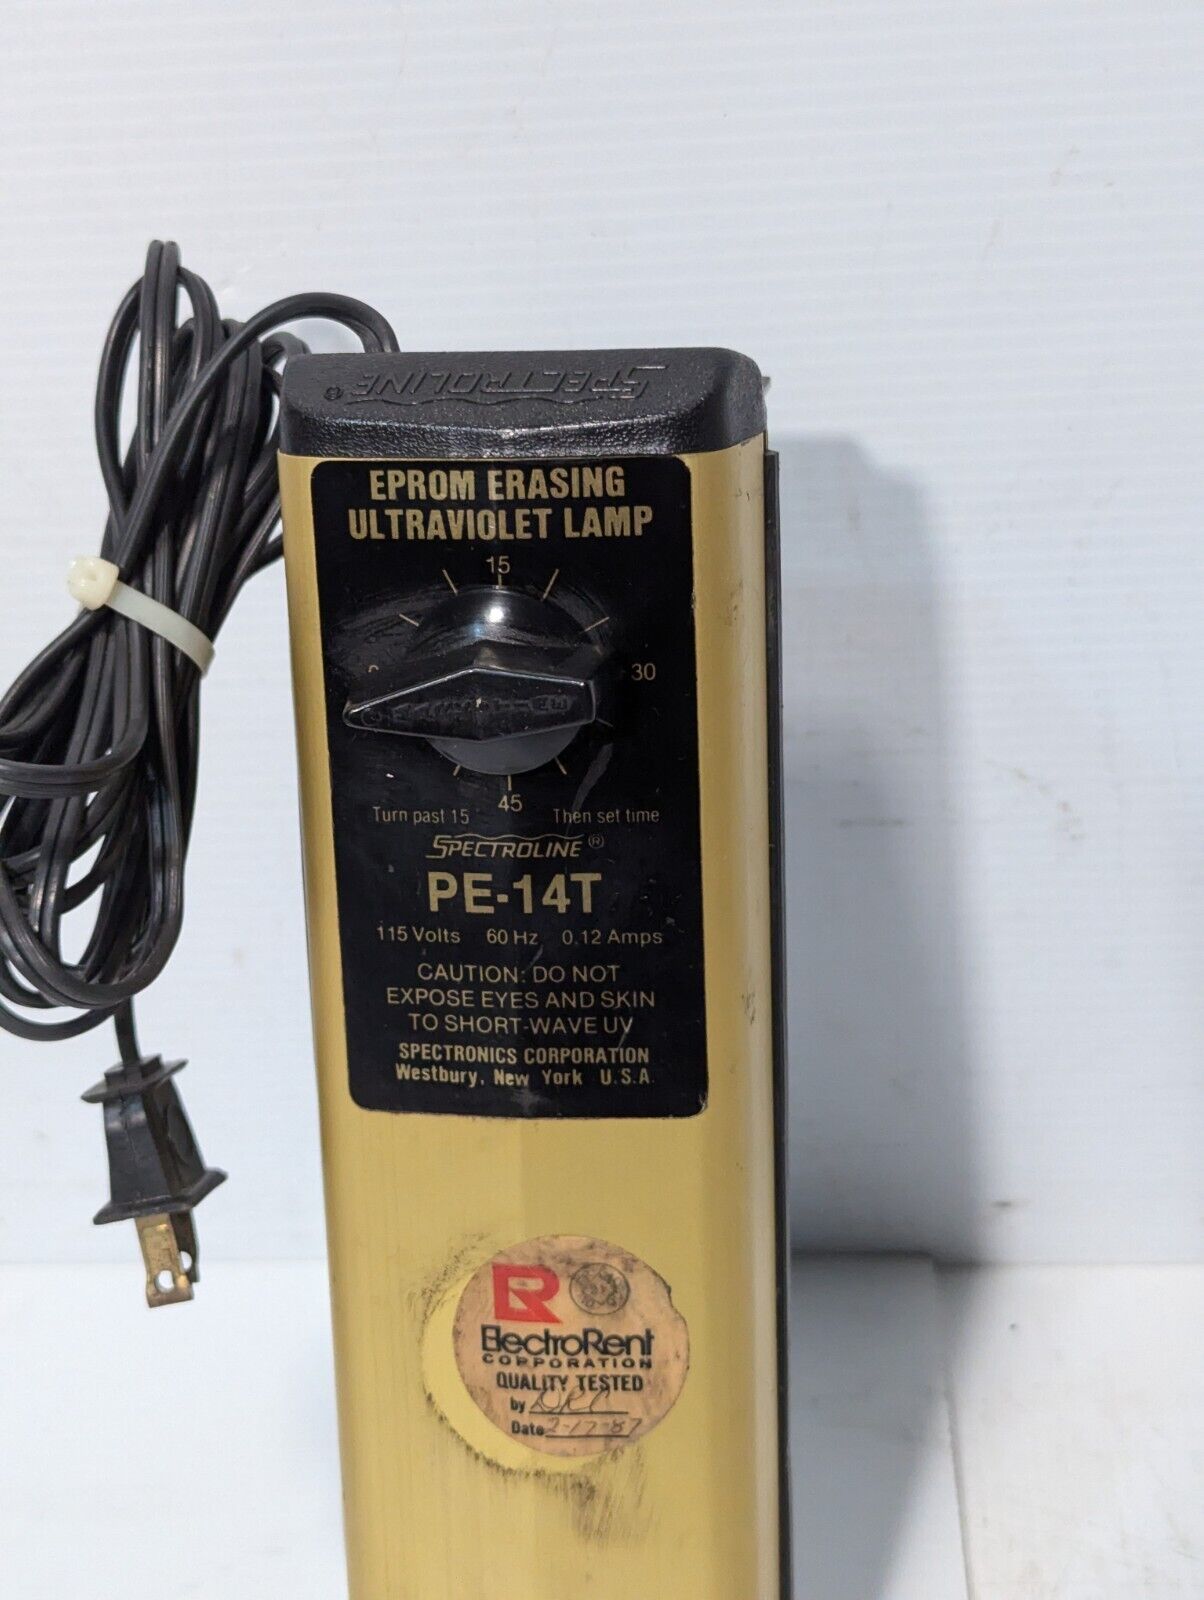 SPECTROLINE®
EPROM ERASING
ULTRAVIOLET LAMP
15
30
45
Turn past 15 Then set time
SPECTROLINE®
PE-14T
115 Volts 60 Hz 0.12 Amps
CAUTION: DO NOT
EXPOSE EYES AND SKIN
TO SHORT-WAVE UV
SPECTRONICS CORPORATION
Westbury, New York U.S.A.
R
ElectroRent
CORPORATION
QUALITY TESTED
by
Date 2-17-87